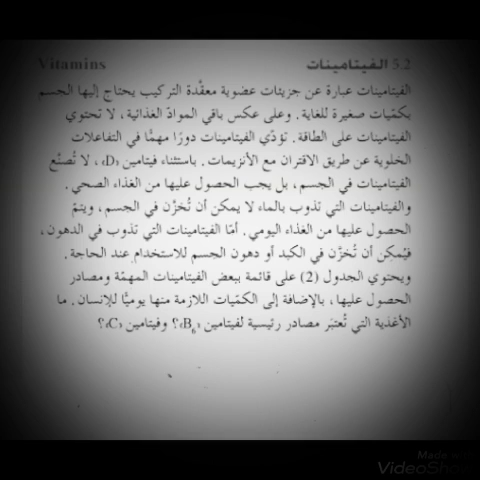 5.2 الفيتامينات Vitamins
الفيتامينات عبارة عن جزيئات عضوية معقَّدة التركيب يحتاج إليها الجسم
بكمّيات صغيرة للغاية. وعلى عكس باقي الموادّ الغذائية، لا تحتوي
الفيتامينات على الطاقة. تؤدّي الفيتامينات دورًا مهمًّا في التفاعلات
الخلوية عن طريق الاقتران مع الأنزيمات. باستثناء فيتامين «D»، لا تُصنَّع
الفيتامينات في الجسم، بل يجب الحصول عليها من الغذاء الصحي.
والفيتامينات التي تذوب بالماء لا يمكن أن تُخزَّن في الجسم، ويتمّ
الحصول عليها من الغذاء اليومي. أمّا الفيتامينات التي تذوب في الدهون،
فيُمكن أن تُخزَّن في الكبد أو دهون الجسم للاستخدام عند الحاجة.
ويحتوي الجدول (2) على قائمة ببعض الفيتامينات المهمّة ومصادر
الحصول عليها، بالإضافة إلى الكمّيات اللازمة منها يوميًّا للإنسان. ما
الأغذية التي تُعتبَر مصادر رئيسية لفيتامين «B₆»؟ وفيتامين «C»؟
Made with
VideoShow